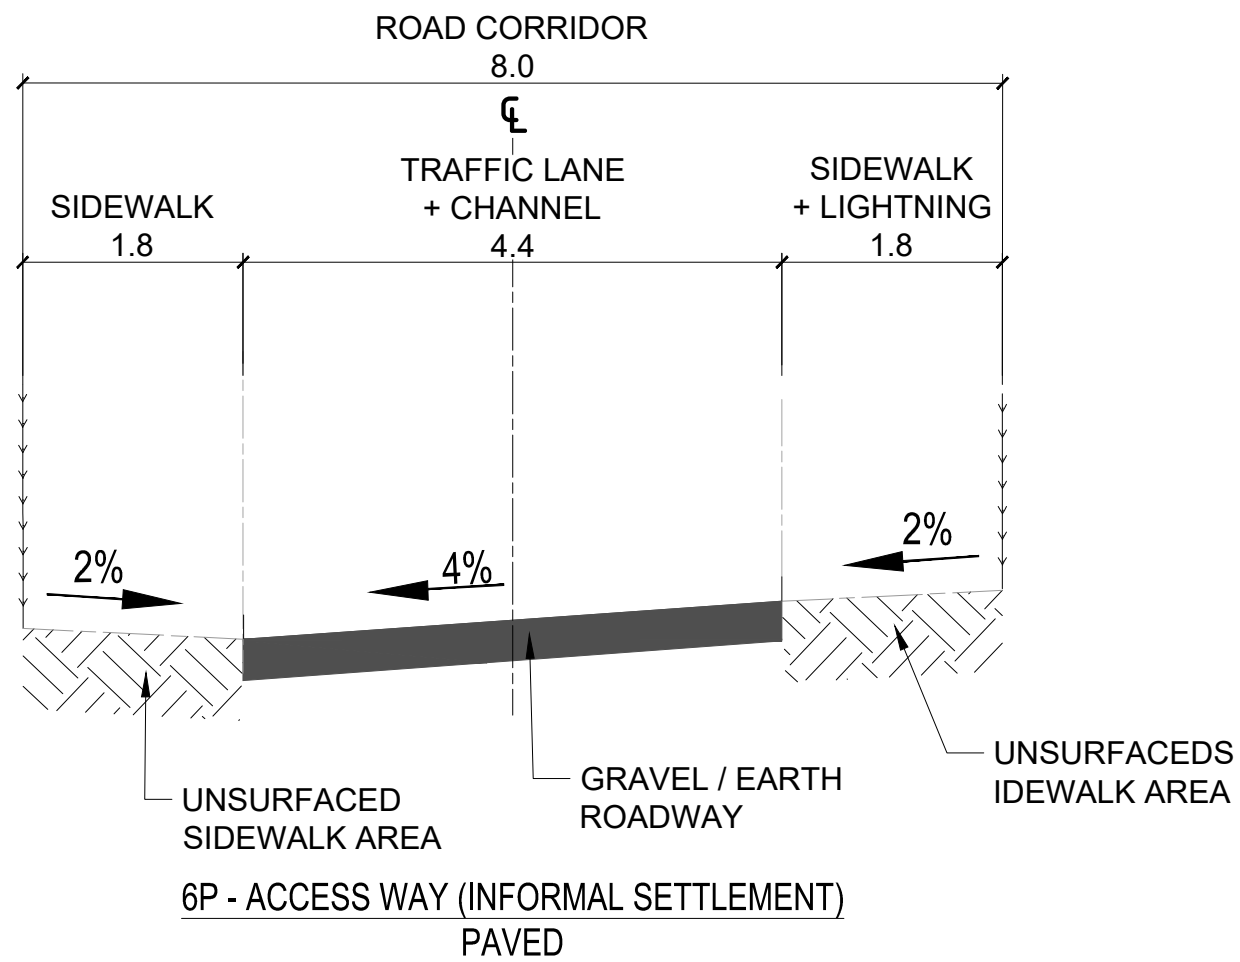 ROAD CORRIDOR
8.0
℄
TRAFFIC LANE
+ CHANNEL
4.4
SIDEWALK
1.8
SIDEWALK
+ LIGHTNING
1.8
2%
4%
2%
UNSURFACED
SIDEWALK AREA
GRAVEL / EARTH
ROADWAY
UNSURFACEDS
IDEWALK AREA
6P - ACCESS WAY (INFORMAL SETTLEMENT)
PAVED